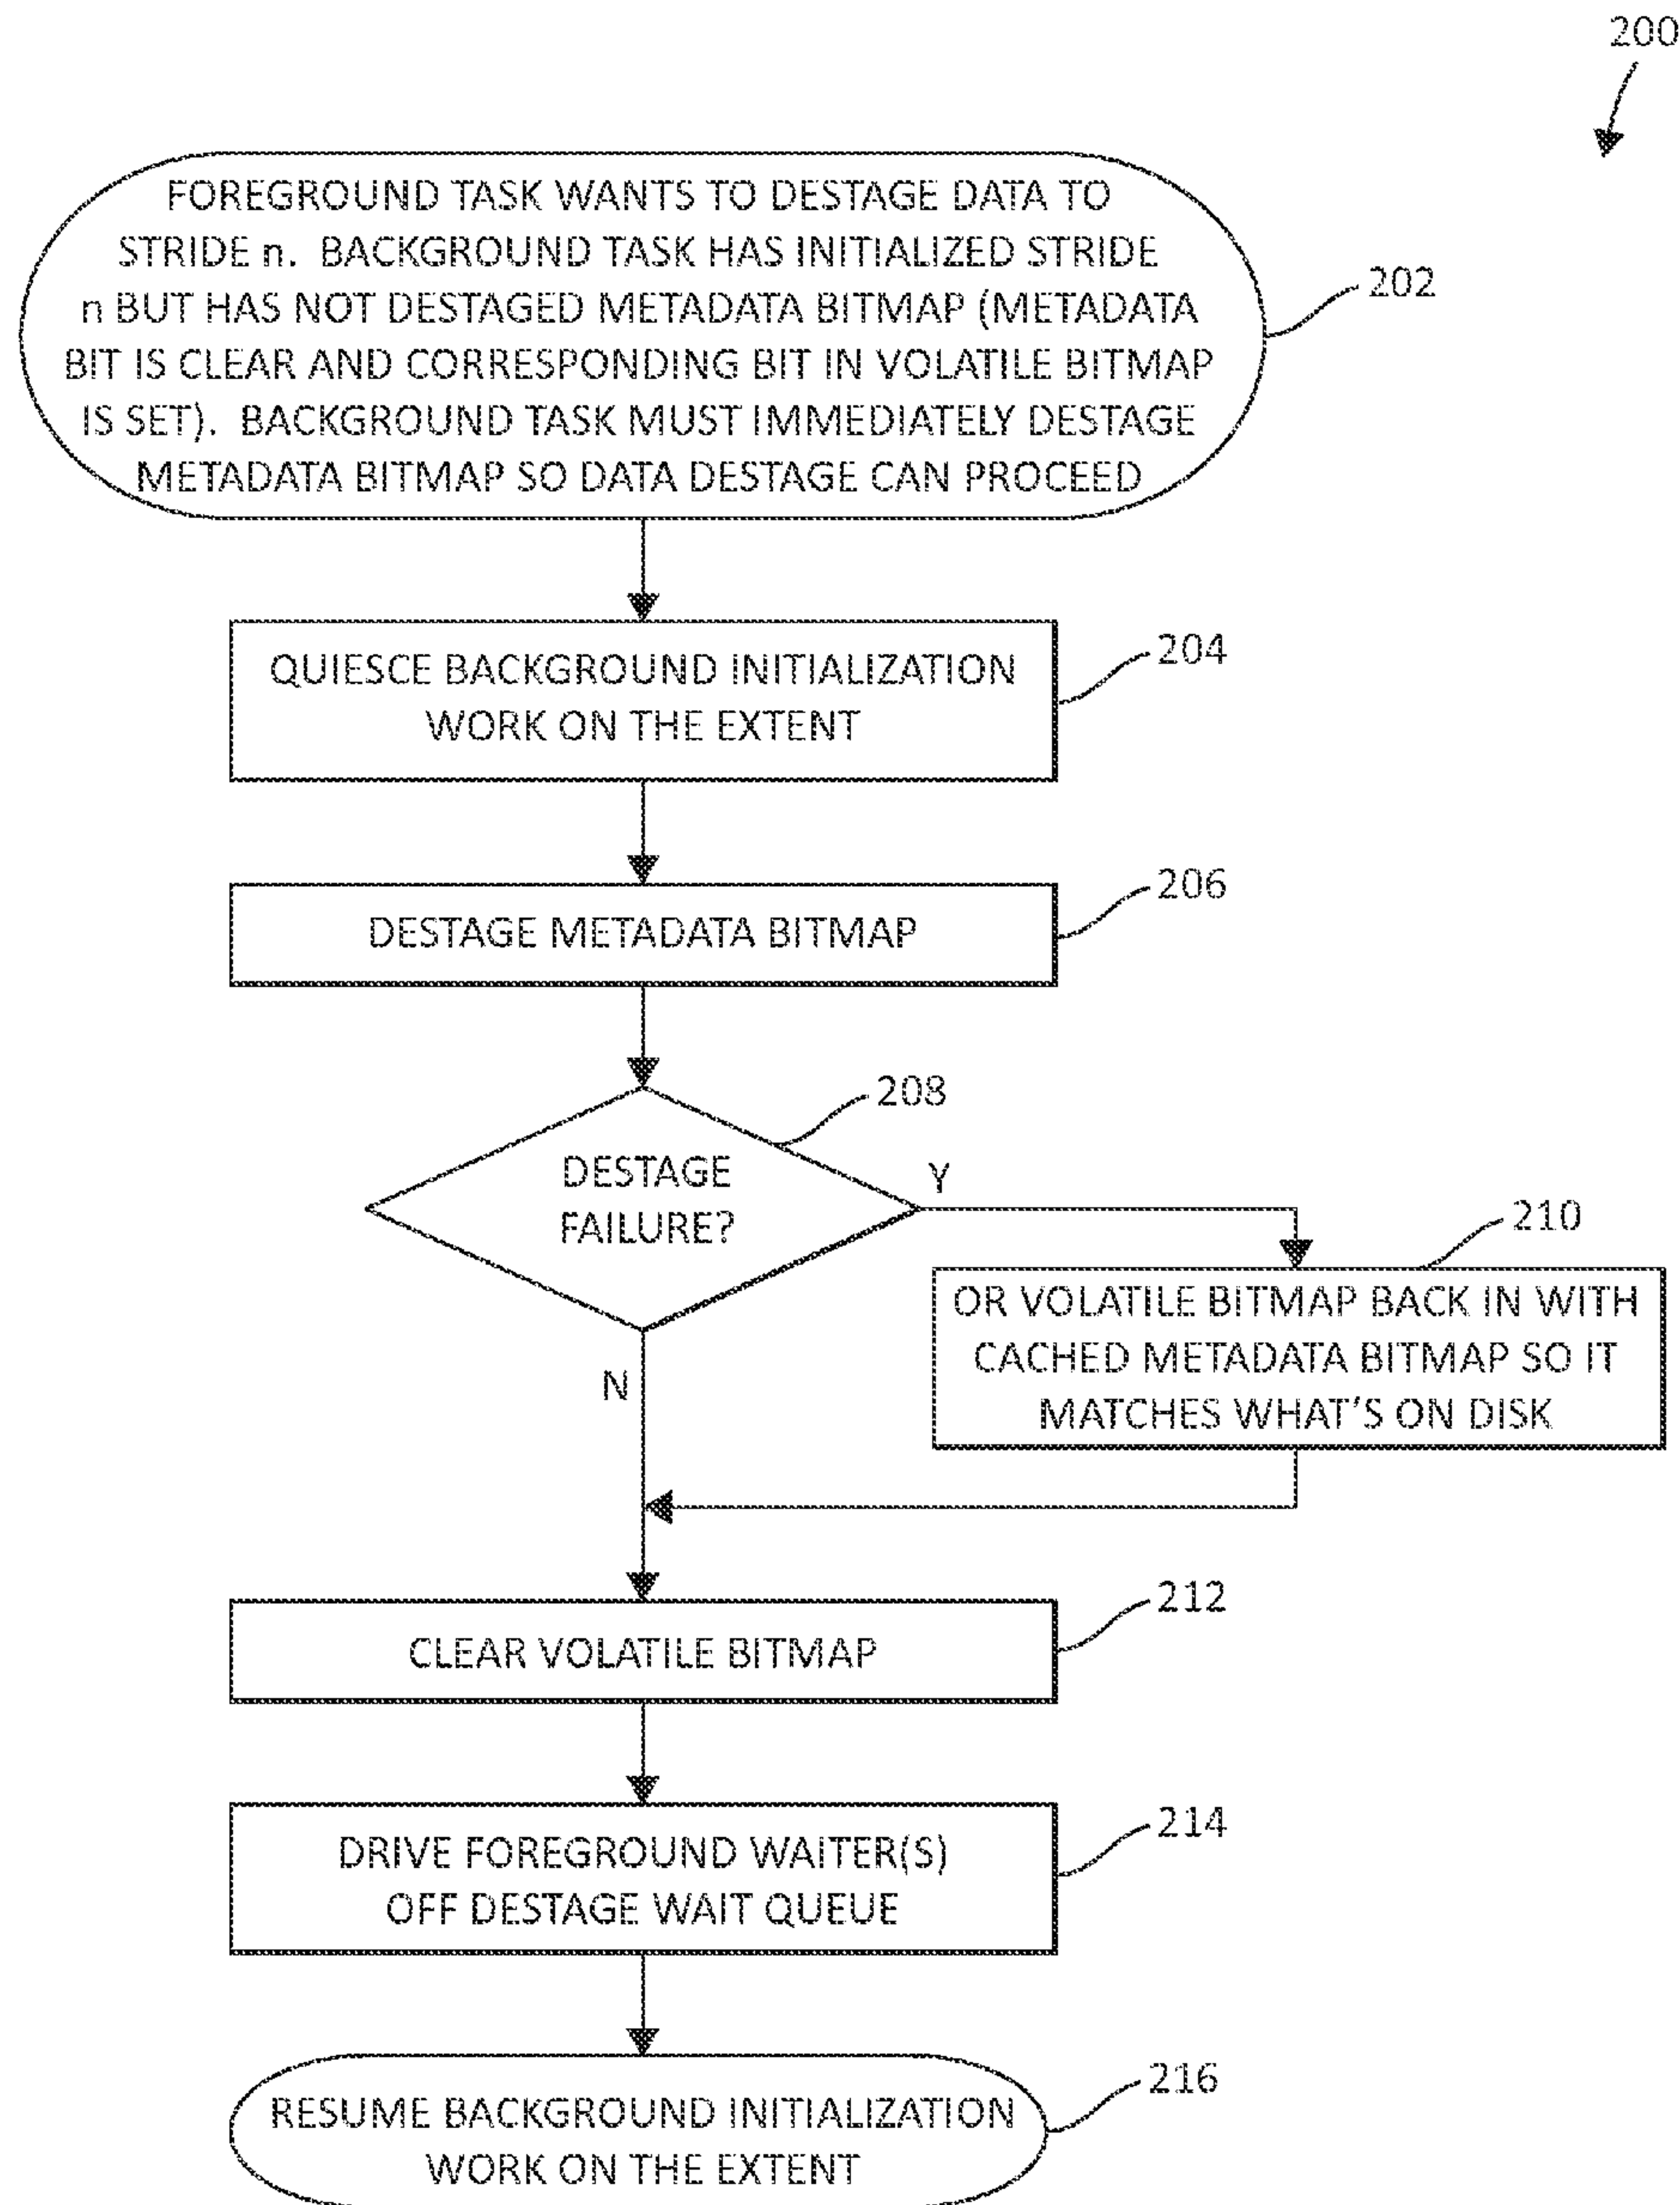 200
FOREGROUND TASK WANTS TO DESTAGE DATA TO
STRIDE n. BACKGROUND TASK HAS INITIALIZED STRIDE
n BUT HAS NOT DESTAGED METADATA BITMAP (METADATA
BIT IS CLEAR AND CORRESPONDING BIT IN VOLATILE BITMAP
IS SET). BACKGROUND TASK MUST IMMEDIATELY DESTAGE
METADATA BITMAP SO DATA DESTAGE CAN PROCEED
202
QUIESCE BACKGROUND INITIALIZATION
WORK ON THE EXTENT
204
DESTAGE METADATA BITMAP
206
DESTAGE
FAILURE?
208
Y
N
OR VOLATILE BITMAP BACK IN WITH
CACHED METADATA BITMAP SO IT
MATCHES WHAT'S ON DISK
210
CLEAR VOLATILE BITMAP
212
DRIVE FOREGROUND WAITER(S)
OFF DESTAGE WAIT QUEUE
214
RESUME BACKGROUND INITIALIZATION
WORK ON THE EXTENT
216